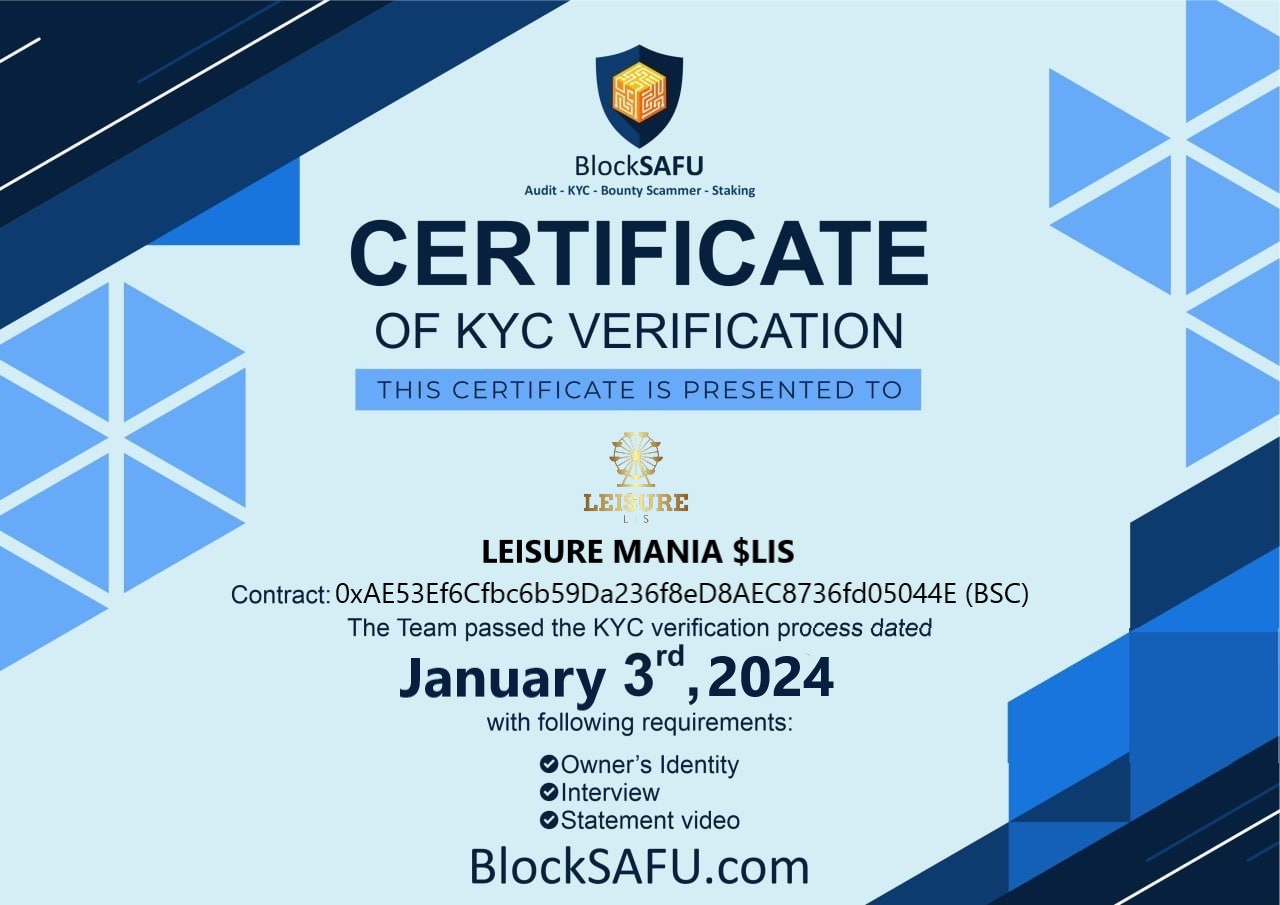 BlockSAFU
Audit - KYC - Bounty Scammer - Staking
CERTIFICATE
OF KYC VERIFICATION
THIS CERTIFICATE IS PRESENTED TO
LEISURE
LIS
LEISURE MANIA $LIS
Contract: 0xAE53Ef6Cfbc6b59Da236f8eD8AEC8736fd05044E (BSC)
The Team passed the KYC verification process dated
January 3rd, 2024
with following requirements:
Owner's Identity
Interview
Statement video
BlockSAFU.com